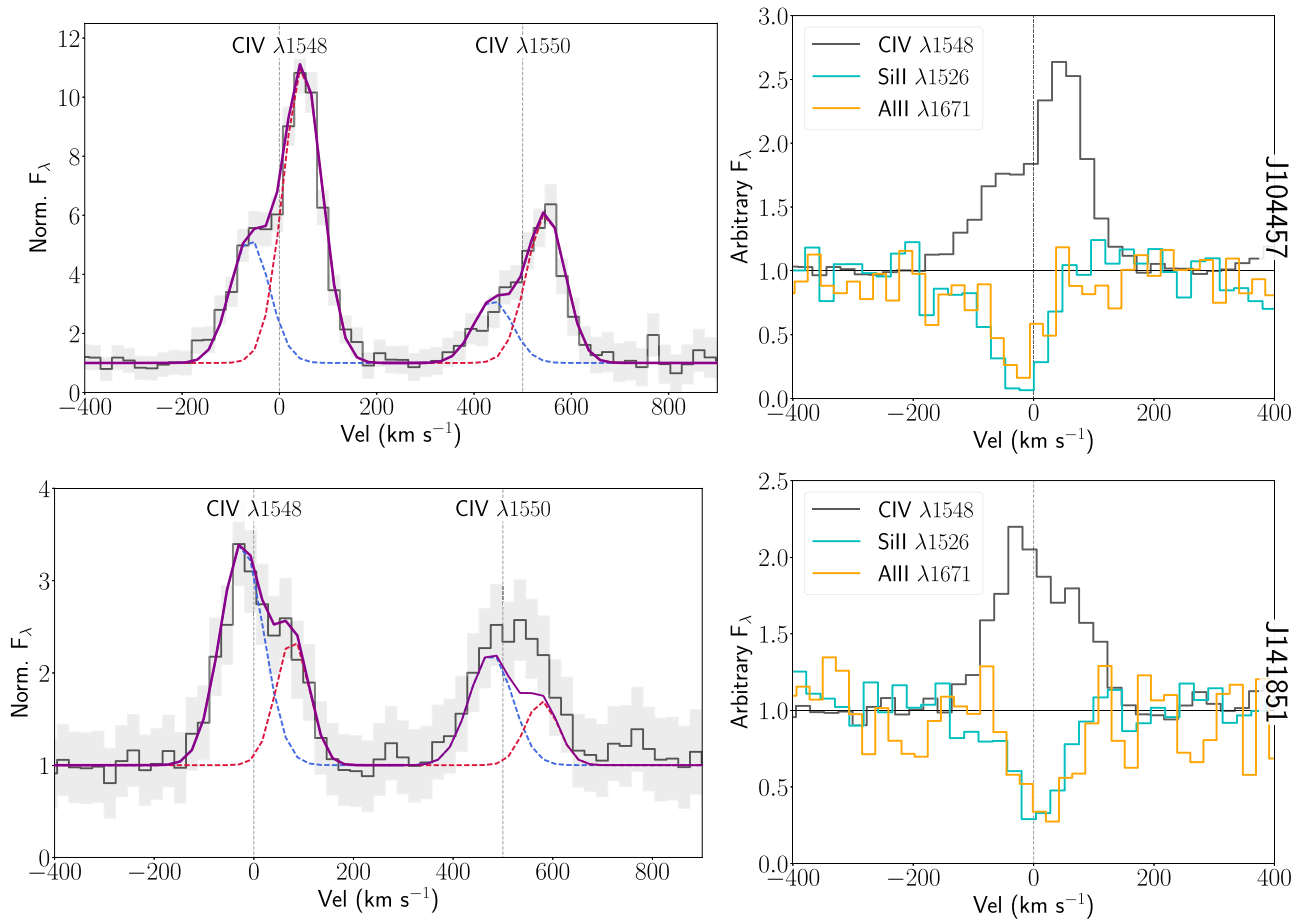 CIV λ1548
CIV λ1550
12
10
8
6
4
2
0
Norm. F_λ
−400
−200
0
200
400
600
800
Vel (km s⁻¹)
3.0
2.5
2.0
1.5
1.0
0.5
0.0
Arbitrary F_λ
CIV λ1548
SiII λ1526
AlII λ1671
−400
−200
0
200
400
Vel (km s⁻¹)
J104457
CIV λ1548
CIV λ1550
4
3
2
1
0
Norm. F_λ
−400
−200
0
200
400
600
800
Vel (km s⁻¹)
2.5
2.0
1.5
1.0
0.5
0.0
Arbitrary F_λ
CIV λ1548
SiII λ1526
AlII λ1671
−400
−200
0
200
400
Vel (km s⁻¹)
J141851